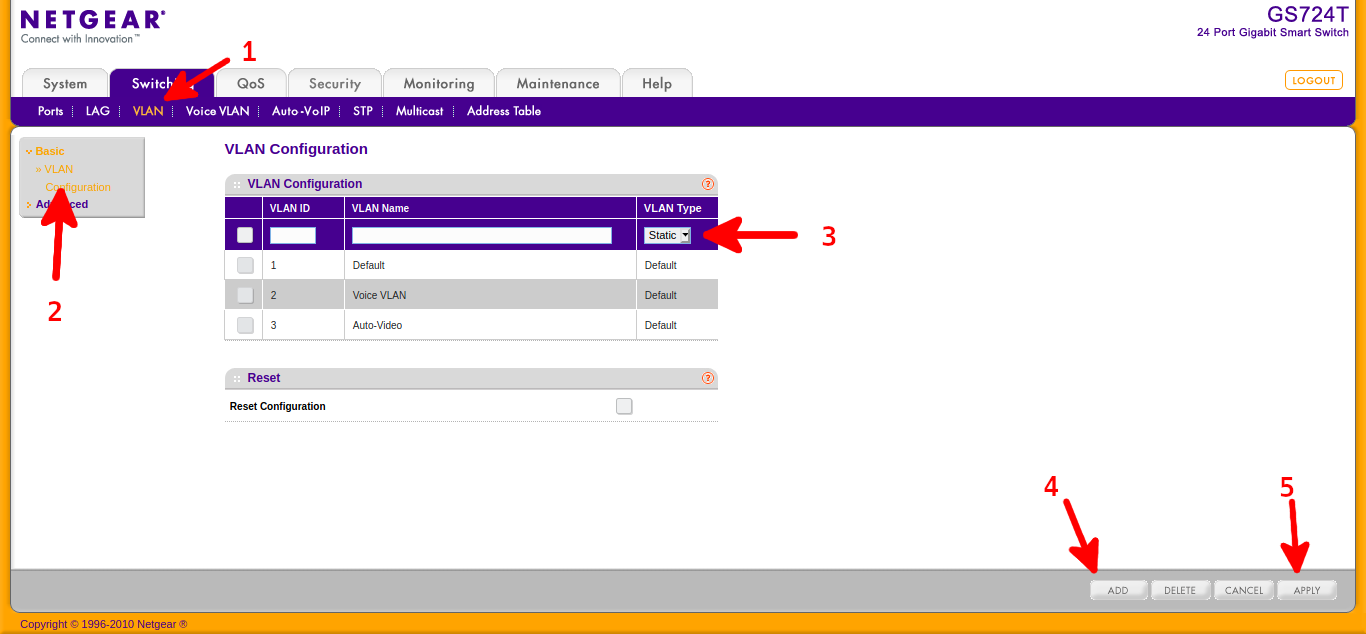 NETGEAR®
Connect with Innovation™
GS724T
24 Port Gigabit Smart Switch
1
System QoS Security Monitoring Maintenance Help
LOGOUT
Ports LAG VLAN Voice VLAN Auto-VoIP STP Multicast Address Table
Basic
» VLAN
Configuration
2
VLAN Configuration
VLAN Configuration ?
VLAN ID VLAN Name VLAN Type
Static
3
1 Default Default
2 Voice VLAN Default
3 Auto-Video Default
Reset ?
Reset Configuration
4
5
ADD DELETE CANCEL APPLY
Copyright © 1996-2010 Netgear ®